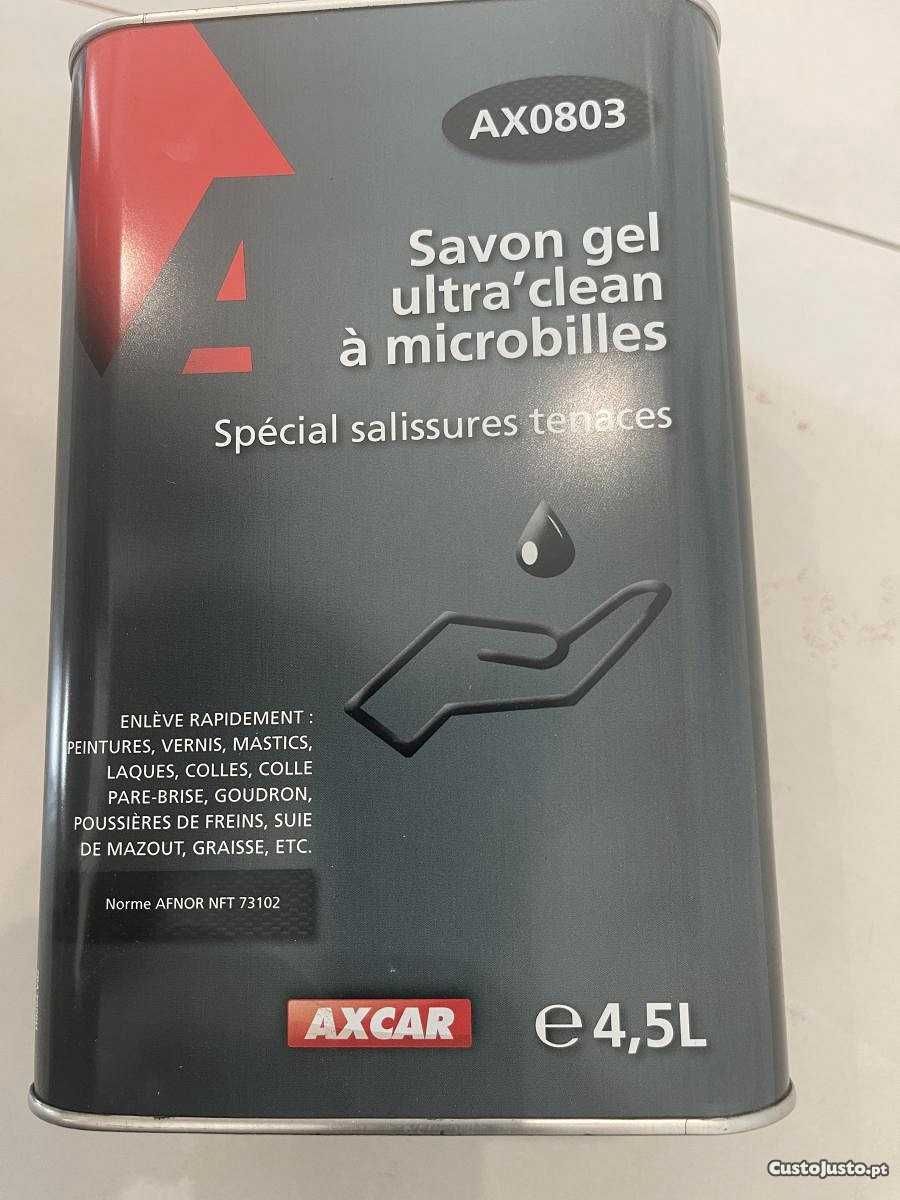 AX0803
Savon gel
ultra'clean
à microbilles
Spécial salissures tenaces
ENLÈVE RAPIDEMENT :
PEINTURES, VERNIS, MASTICS,
LAQUES, COLLES, COLLE
PARE-BRISE, GOUDRON,
POUSSIÈRES DE FREINS, SUIE
DE MAZOUT, GRAISSE, ETC.
Norme AFNOR NFT 73102
AXCAR
℮ 4,5L
CustoJusto.pt